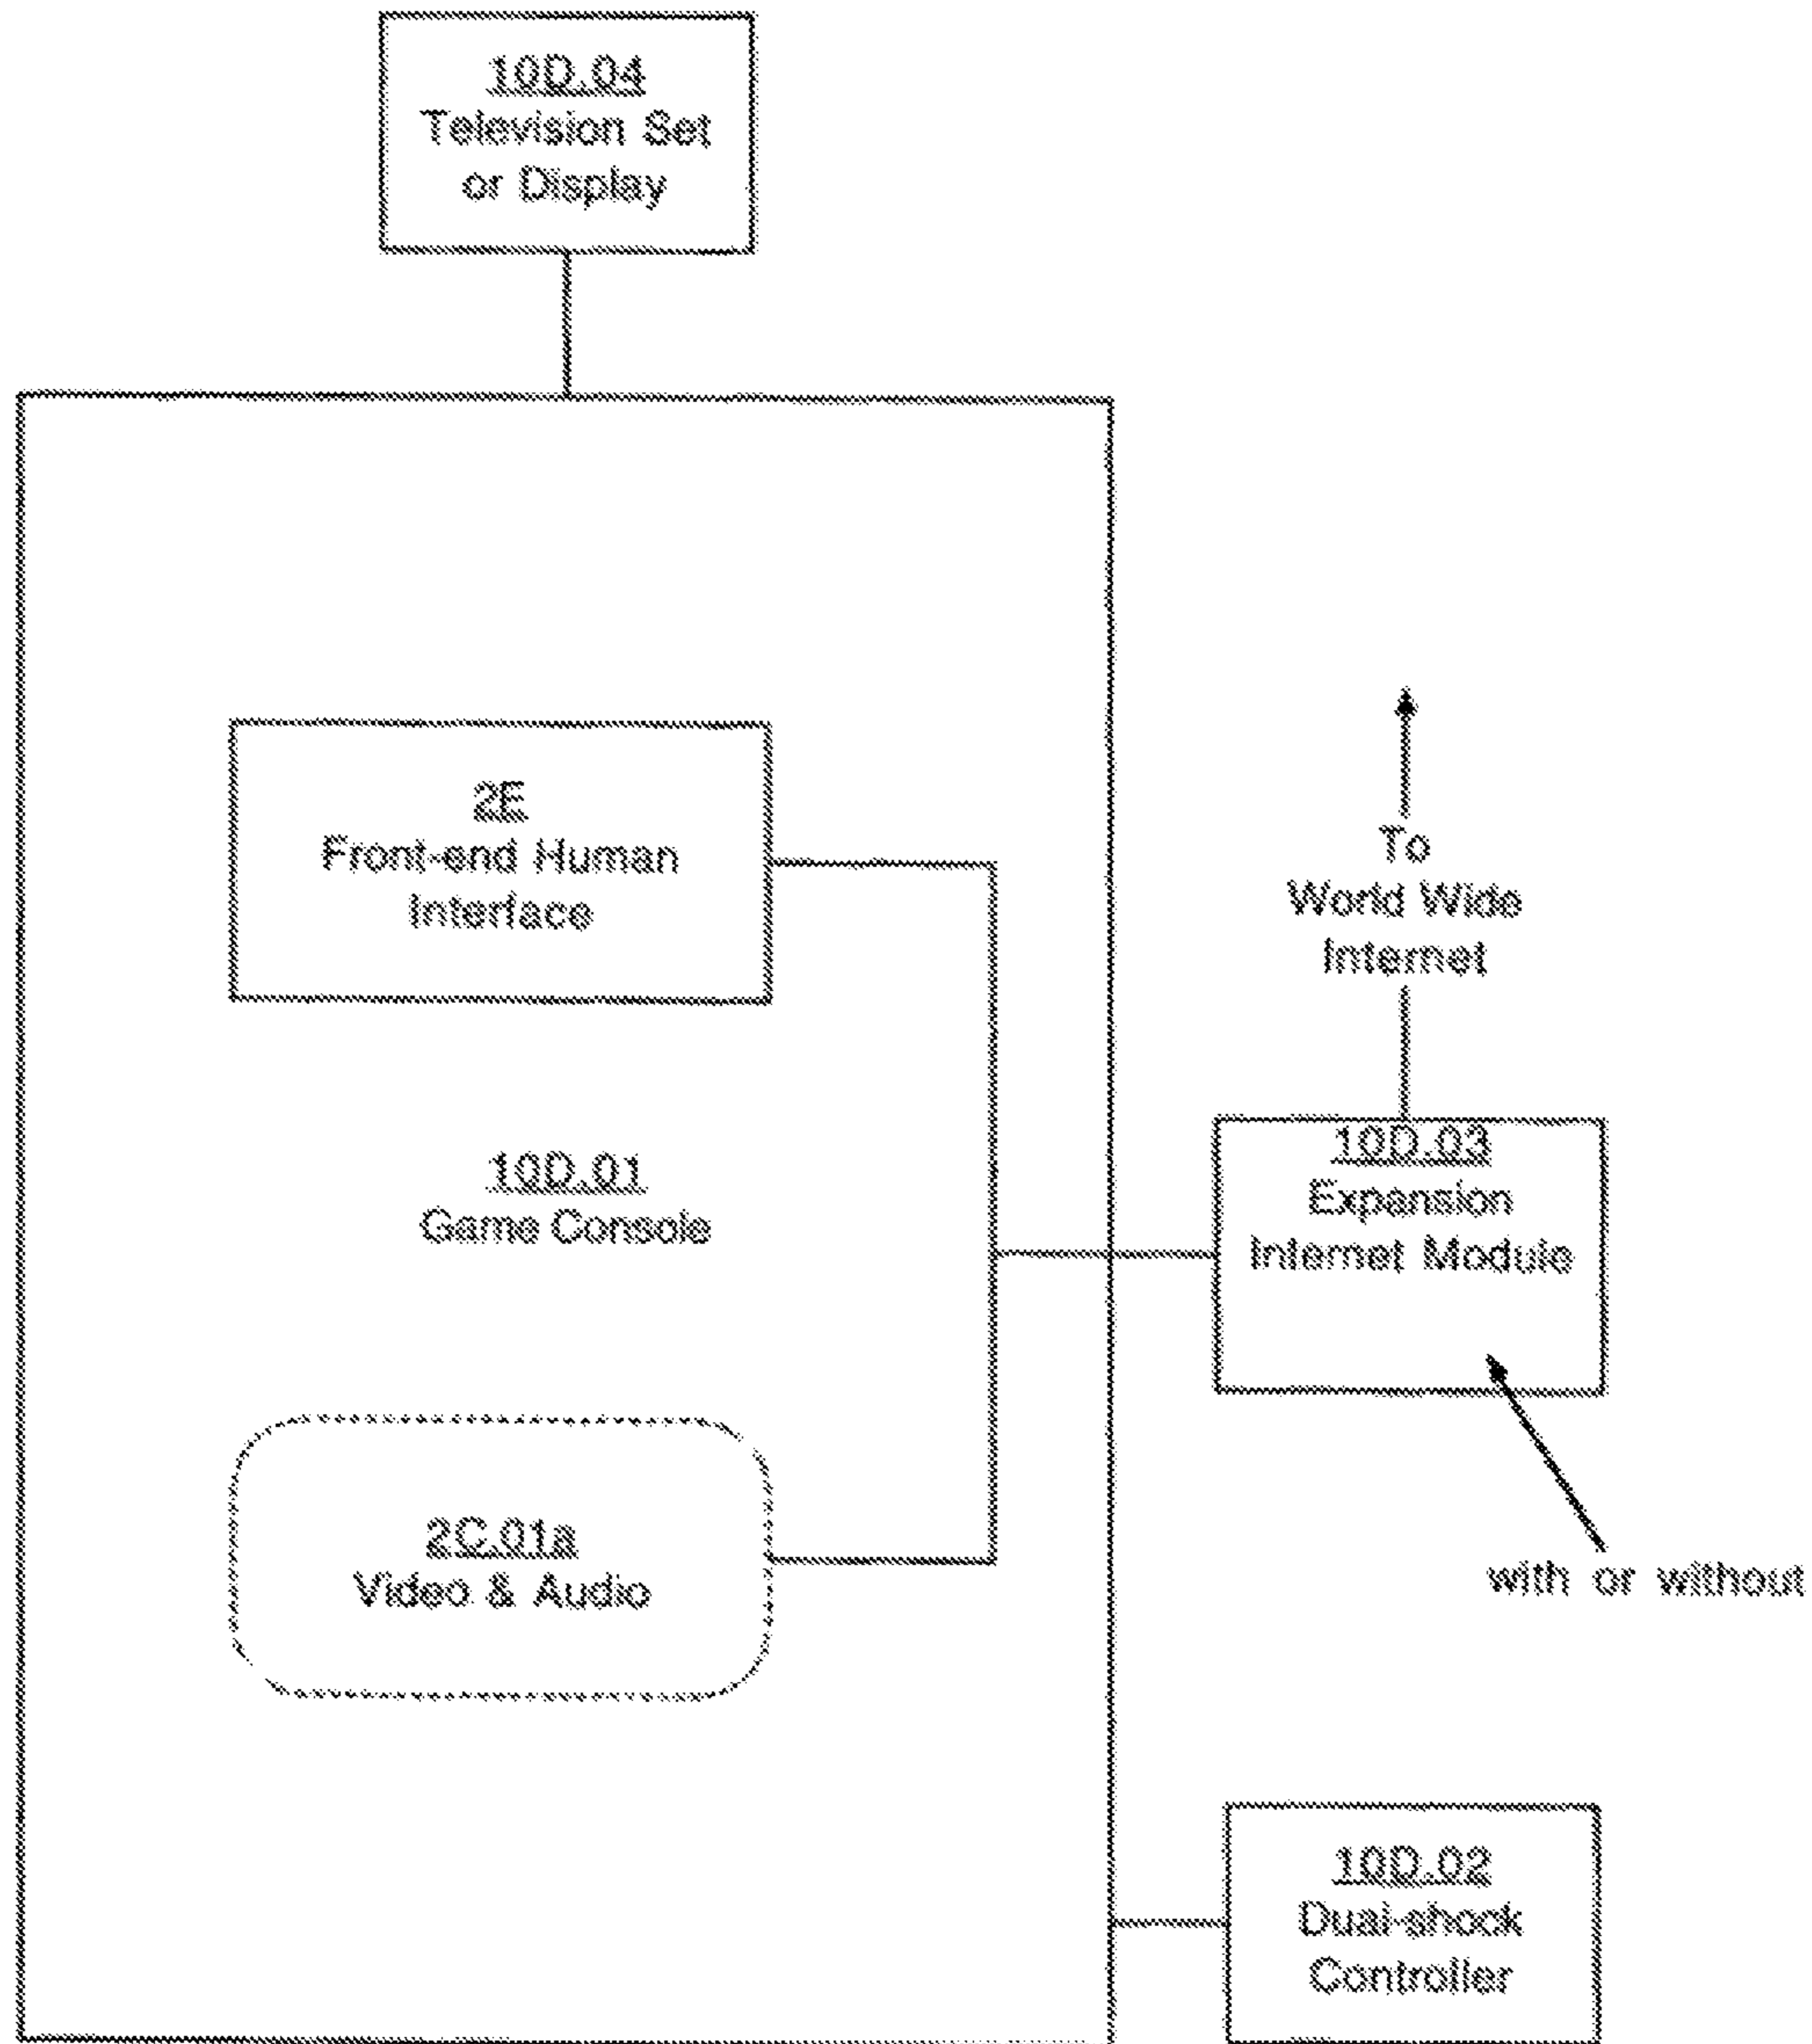 10D.04
Television Set
or Display
2E
Front-end Human
Interface
To
World Wide
Internet
10D.01
Game Console
10D.03
Expansion
Internet Module
2C.01a
Video & Audio
with or without
10D.02
Dual-shock
Controller